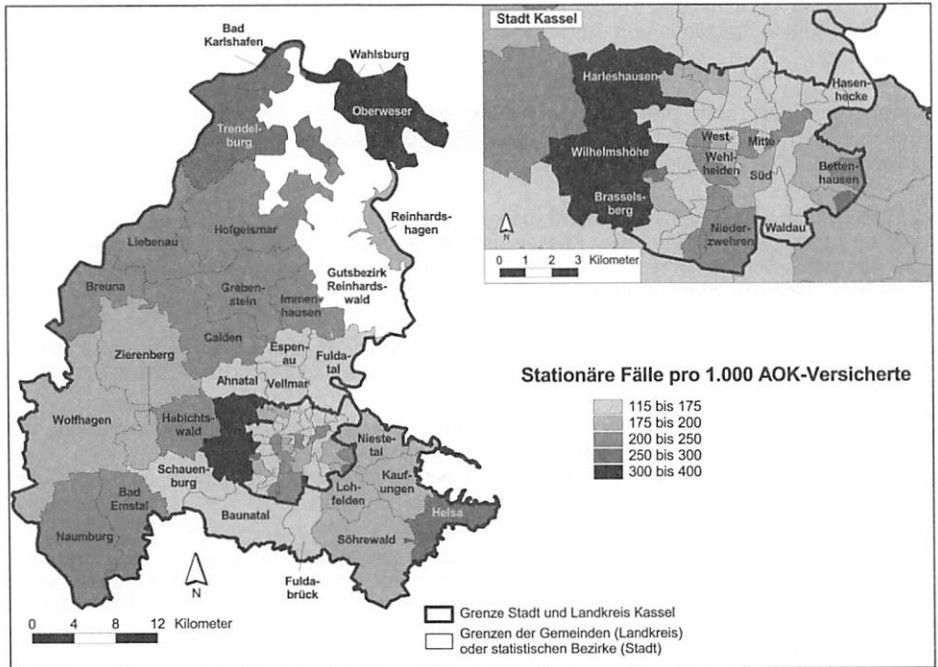 Bad
Karlshafen
Wahlsburg
Oberweser
Trendel-
burg
Reinhards-
hagen
Hofgeismar
Liebenau
Gutsbezirk
Reinhards-
wald
Breuna
Greben-
stein
Immen-
hausen
Calden
Zierenberg
Espen-
au
Fulda-
tal
Ahnatal
Vellmar
Wolfhagen
Habichts-
wald
Nieste-
tal
Schauen-
burg
Kauf-
ungen
Loh-
felden
Bad
Emstal
Helsa
Baunatal
Naumburg
Söhrewald
Fulda-
brück
N
0 4 8 12 Kilometer
Stadt Kassel
Harleshausen
Hasen-
hecke
West
Mitte
Wilhelmshöhe
Wehl-
heiden
Süd
Betten-
hausen
Brassels-
berg
Nieder-
zwehren
Waldau
N
0 1 2 3 Kilometer
Stationäre Fälle pro 1.000 AOK-Versicherte
115 bis 175
175 bis 200
200 bis 250
250 bis 300
300 bis 400
Grenze Stadt und Landkreis Kassel
Grenzen der Gemeinden (Landkreis)
oder statistischen Bezirke (Stadt)